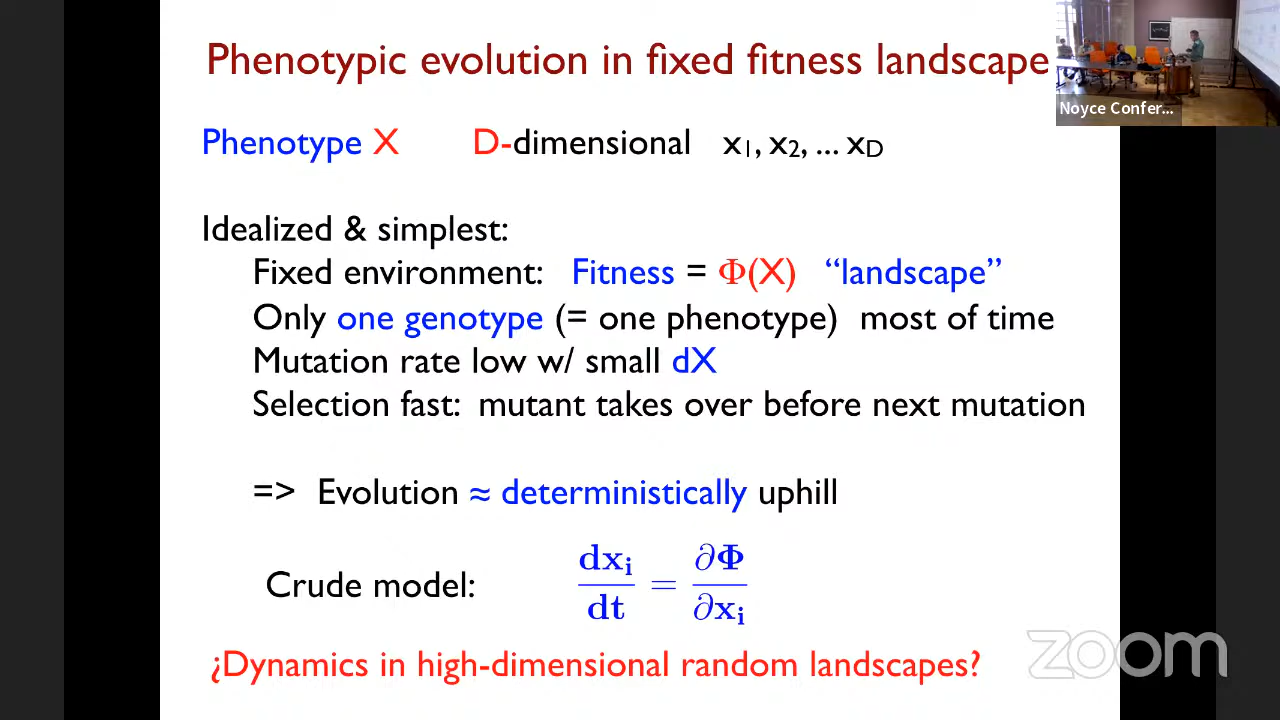 Phenotypic evolution in fixed fitness landscape
Noyce Confer...
Phenotype X D-dimensional x₁, x₂, ... x_D
Idealized & simplest:
Fixed environment: Fitness = Φ(X) “landscape”
Only one genotype (= one phenotype) most of time
Mutation rate low w/ small dX
Selection fast: mutant takes over before next mutation
=> Evolution ≈ deterministically uphill
Crude model: dxᵢ/dt = ∂Φ/∂xᵢ
¿Dynamics in high-dimensional random landscapes?
zoom